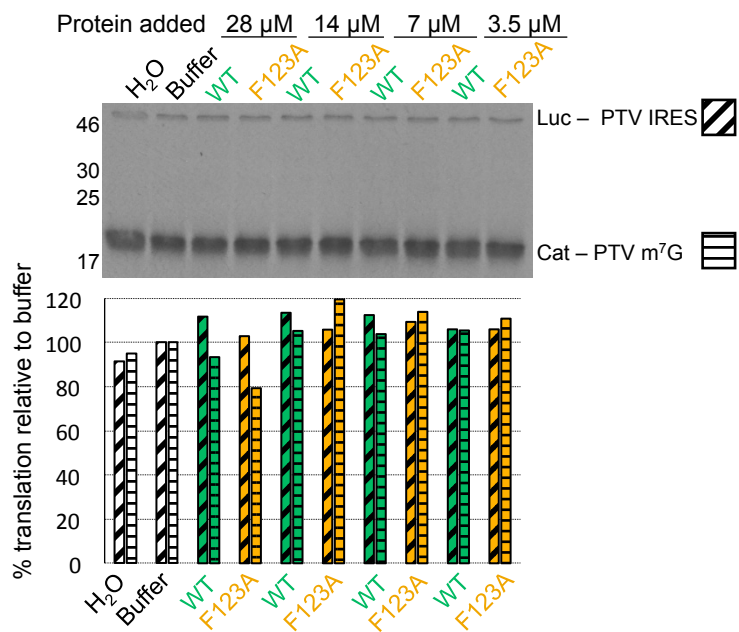 Protein added 28 µM 14 µM 7 µM 3.5 µM
H₂O Buffer WT F123A WT F123A WT F123A WT F123A
46
30
25
17
Luc – PTV IRES
Cat – PTV m⁷G
% translation relative to buffer
120
100
80
60
40
20
0
H₂O Buffer WT F123A WT F123A WT F123A WT F123A